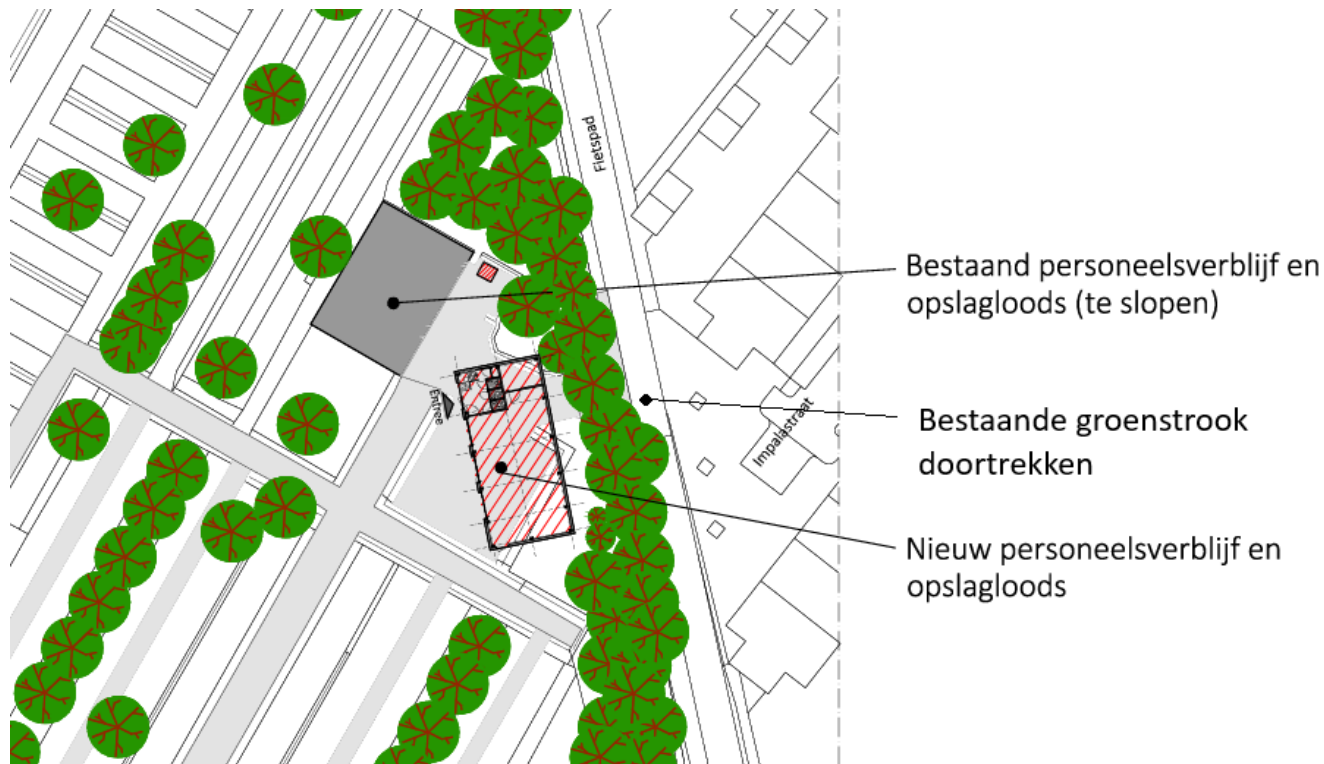 Fietspad
Bestaand personeelsverblijf en
opslagloods (te slopen)
Entree
Impalastraat
Bestaande groenstrook
doortrekken
Nieuw personeelsverblijf en
opslagloods